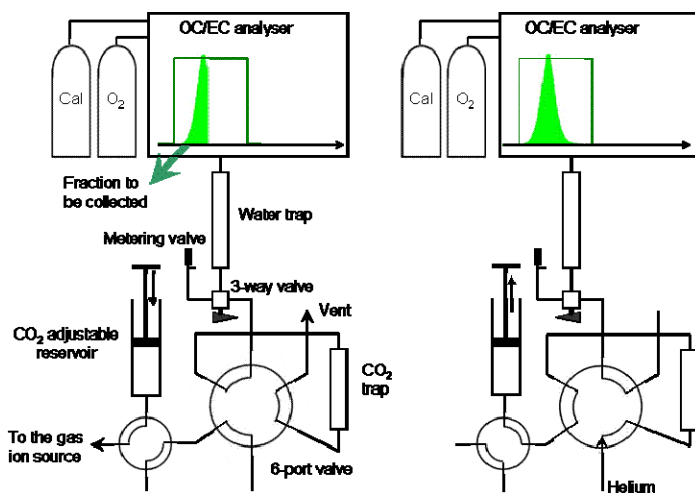 OC/EC analyser
Cal
O2
Fraction to
be collected
Water trap
Metering valve
3-way valve
Vent
CO2 adjustable
reservoir
CO2
trap
To the gas
ion source
6-port valve
OC/EC analyser
Cal
O2
Helium